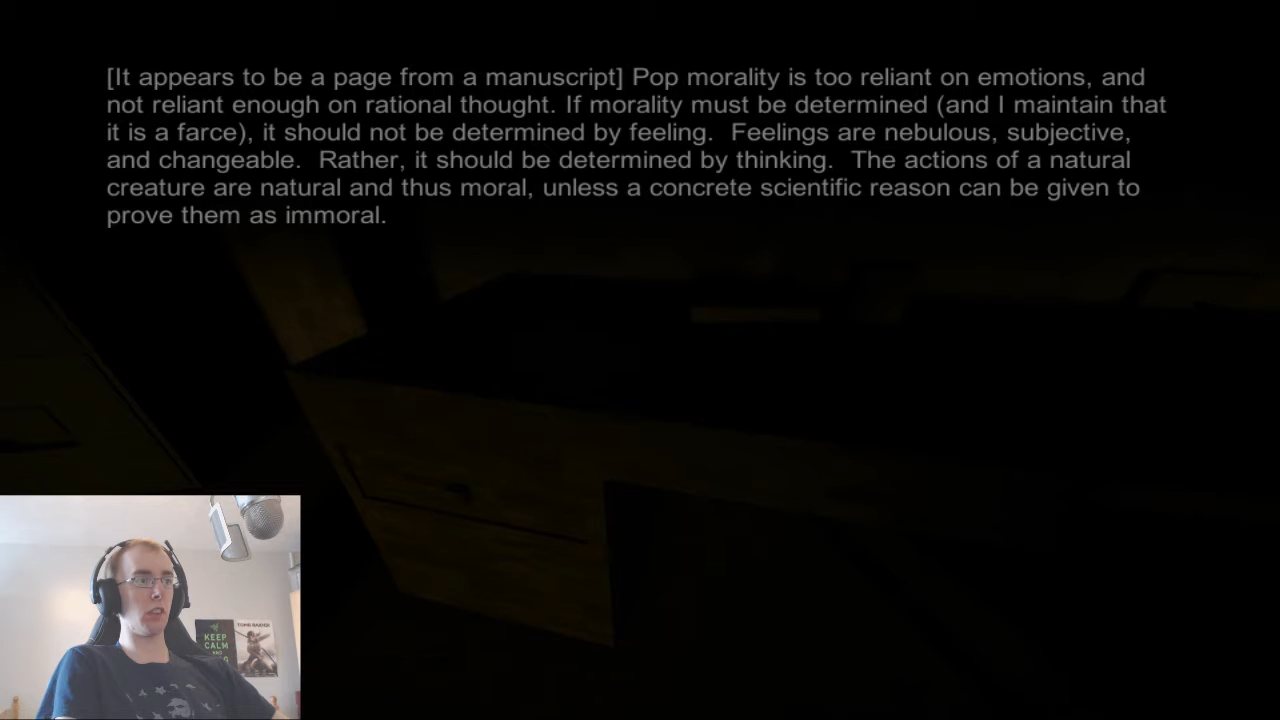 [It appears to be a page from a manuscript] Pop morality is too reliant on emotions, and
not reliant enough on rational thought. If morality must be determined (and I maintain that
it is a farce), it should not be determined by feeling.  Feelings are nebulous, subjective,
and changeable.  Rather, it should be determined by thinking.  The actions of a natural
creature are natural and thus moral, unless a concrete scientific reason can be given to
prove them as immoral.
KEEP
CALM
TOMB RAIDER